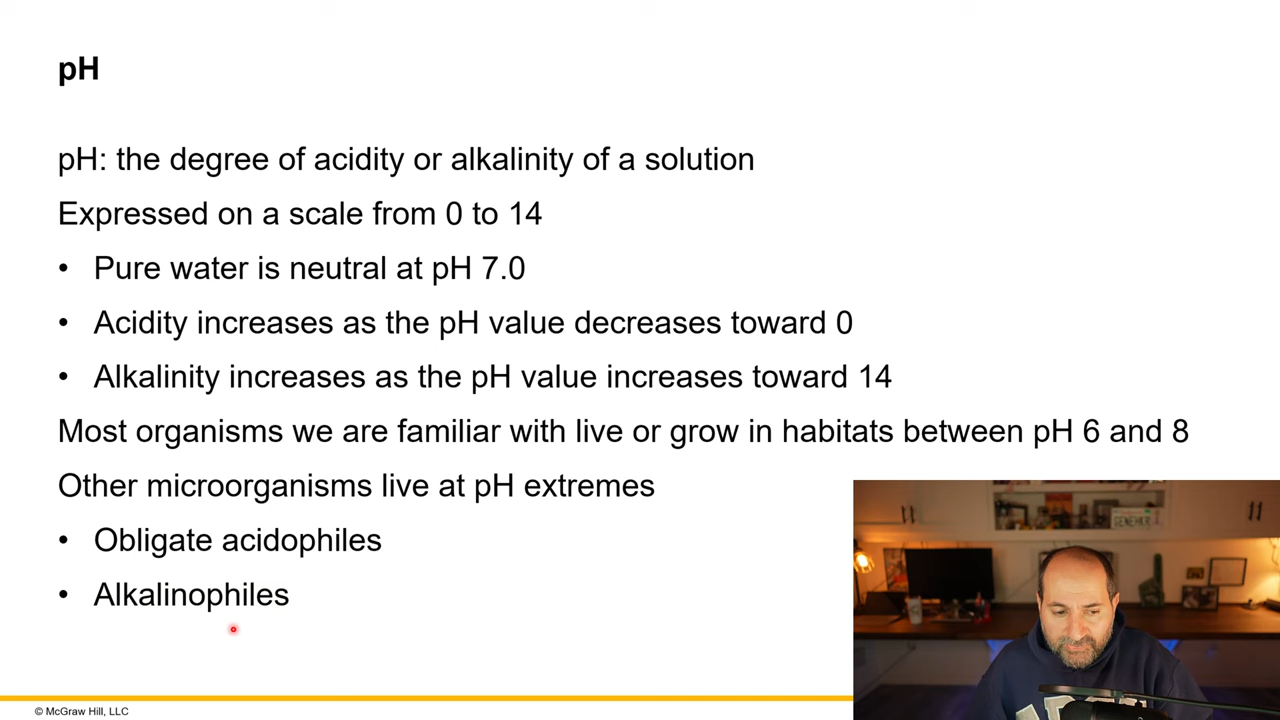 pH
pH: the degree of acidity or alkalinity of a solution
Expressed on a scale from 0 to 14
• Pure water is neutral at pH 7.0
• Acidity increases as the pH value decreases toward 0
• Alkalinity increases as the pH value increases toward 14
Most organisms we are familiar with live or grow in habitats between pH 6 and 8
Other microorganisms live at pH extremes
• Obligate acidophiles
• Alkalinophiles
© McGraw Hill, LLC